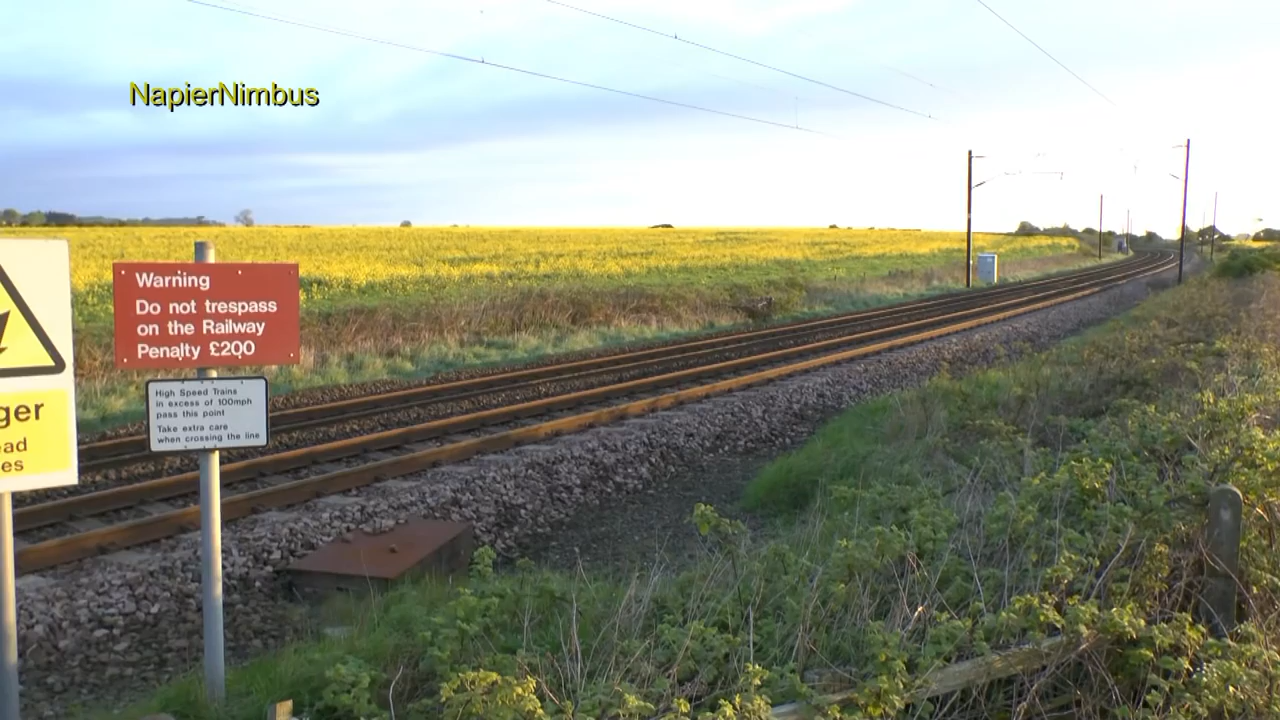 NapierNimbus
Warning
Do not trespass
on the Railway
Penalty £200
High Speed Trains
in excess of 100mph
pass this point
Take extra care
when crossing the line
ger
ead
es